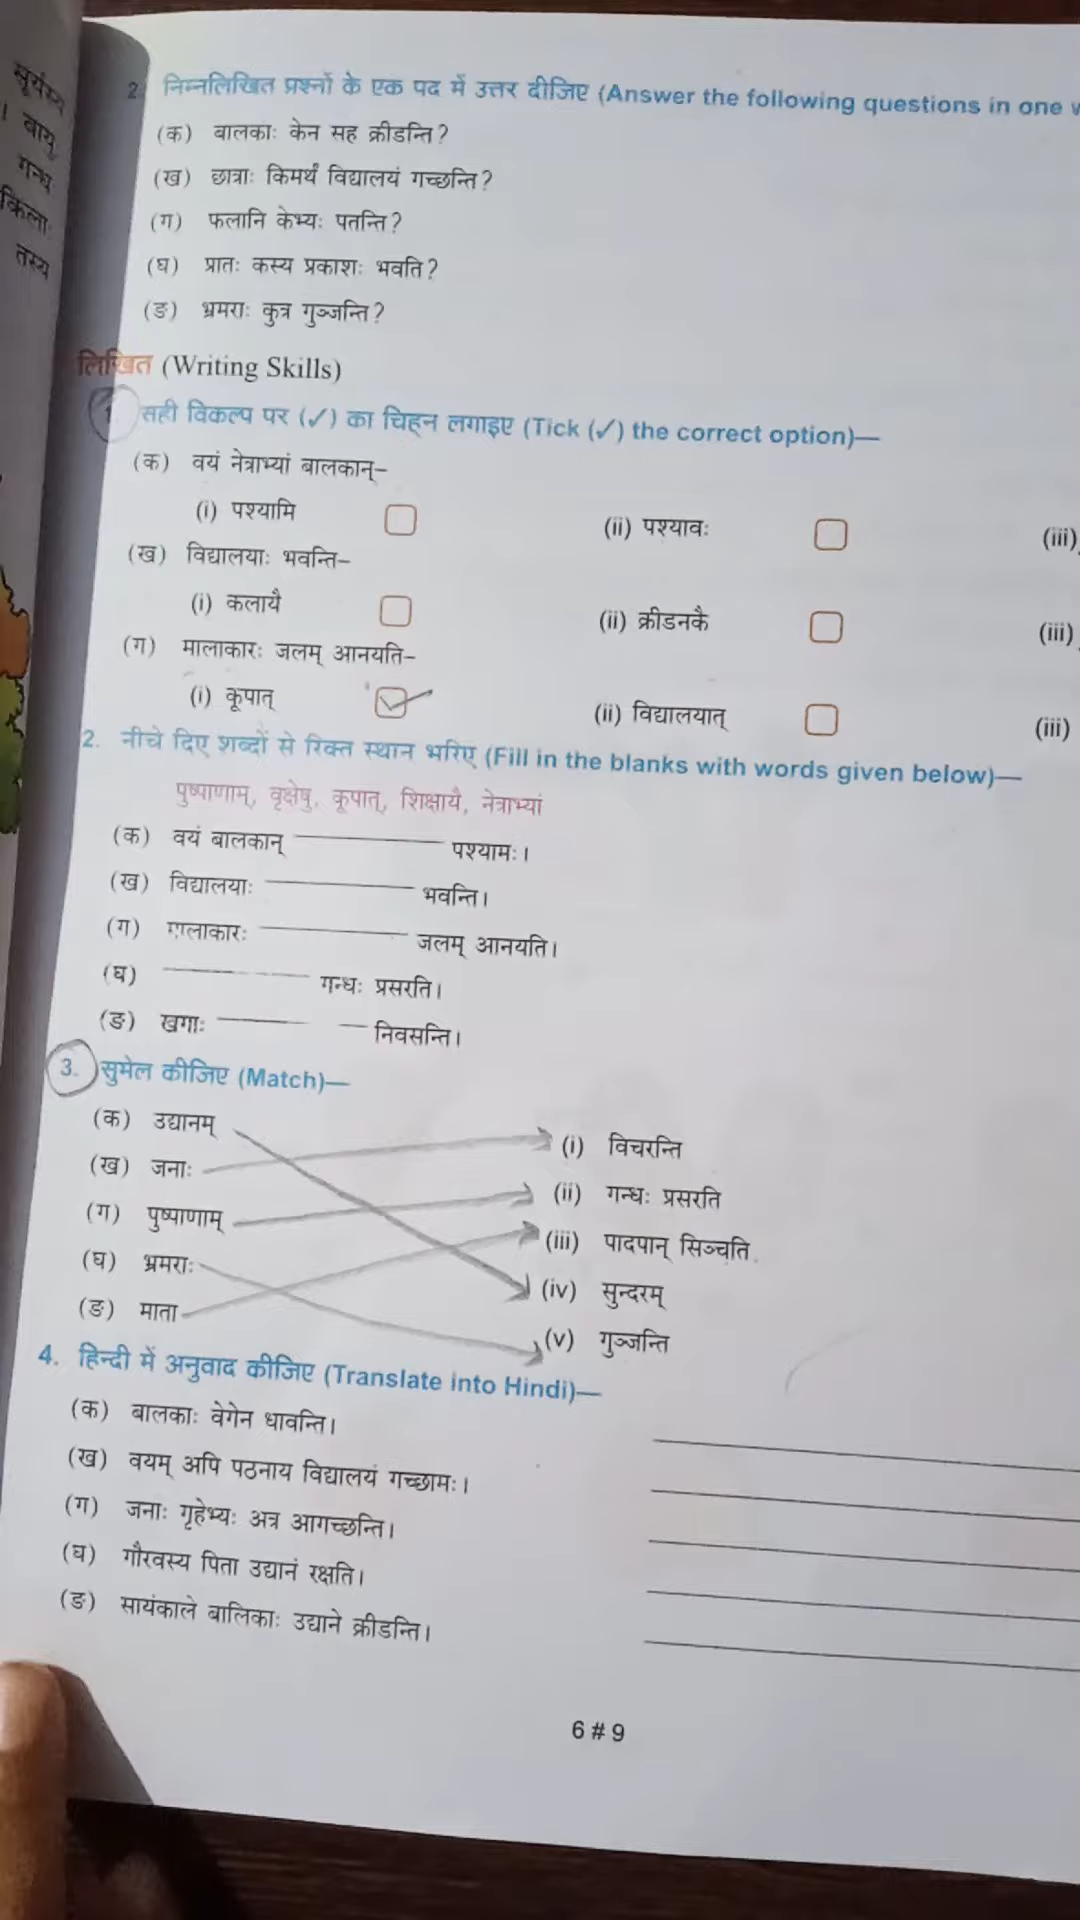 सूर्यस्य
। वायु
गन्धः
किला
तस्य
2. निम्नलिखित प्रश्नों के एक पद में उत्तर दीजिए (Answer the following questions in one
(क) बालकाः केन सह क्रीडन्ति?
(ख) छात्राः किमर्थं विद्यालयं गच्छन्ति?
(ग) फलानि केभ्यः पतन्ति?
(घ) प्रातः कस्य प्रकाशः भवति?
(ङ) भ्रमराः कुत्र गुञ्जन्ति?
लिखित (Writing Skills)
1. सही विकल्प पर (✓) का चिह्न लगाइए (Tick (✓) the correct option)—
(क) वयं नेत्राभ्यां बालकान्–
(i) पश्यामि (ii) पश्यावः (iii)
(ख) विद्यालयाः भवन्ति–
(i) कलायै (ii) क्रीडनकै (iii)
(ग) मालाकारः जलम् आनयति–
(i) कूपात् (ii) विद्यालयात् (iii)
2. नीचे दिए शब्दों से रिक्त स्थान भरिए (Fill in the blanks with words given below)—
पुष्पाणाम्, वृक्षेषु, कूपात्, शिक्षायै, नेत्राभ्यां
(क) वयं बालकान् ———— पश्यामः।
(ख) विद्यालयाः ———— भवन्ति।
(ग) मालाकारः ———— जलम् आनयति।
(घ) ———— गन्धः प्रसरति।
(ङ) खगाः ———— निवसन्ति।
3. सुमेल कीजिए (Match)—
(क) उद्यानम् (i) विचरन्ति
(ख) जनाः (ii) गन्धः प्रसरति
(ग) पुष्पाणाम् (iii) पादपान् सिञ्चति
(घ) भ्रमराः (iv) सुन्दरम्
(ङ) माता (v) गुञ्जन्ति
4. हिन्दी में अनुवाद कीजिए (Translate into Hindi)—
(क) बालकाः वेगेन धावन्ति।
(ख) वयम् अपि पठनाय विद्यालयं गच्छामः।
(ग) जनाः गृहेभ्यः अत्र आगच्छन्ति।
(घ) गौरवस्य पिता उद्यानं रक्षति।
(ङ) सायंकाले बालिकाः उद्याने क्रीडन्ति।
6 # 9